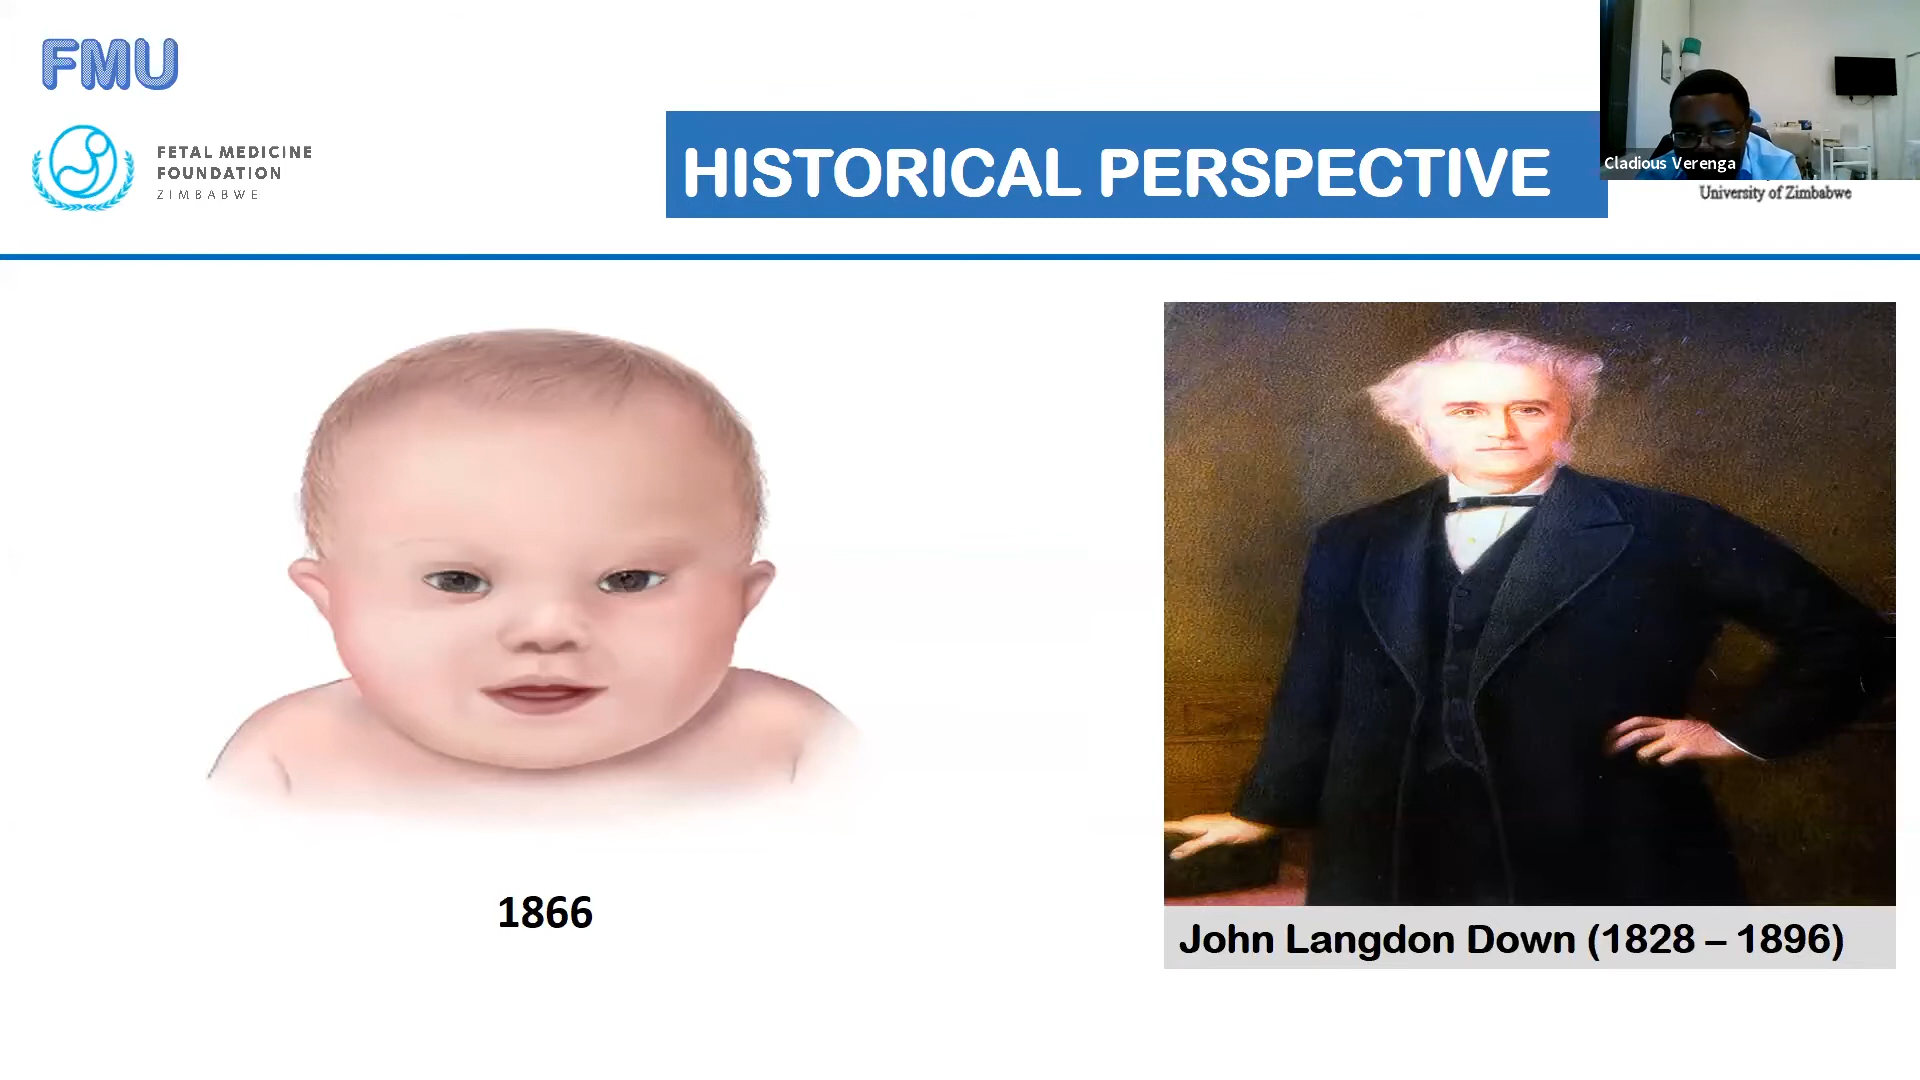 FMU
FETAL MEDICINE
FOUNDATION
ZIMBABWE
HISTORICAL PERSPECTIVE
Cladious Verenga
University of Zimbabwe
1866
John Langdon Down (1828 – 1896)